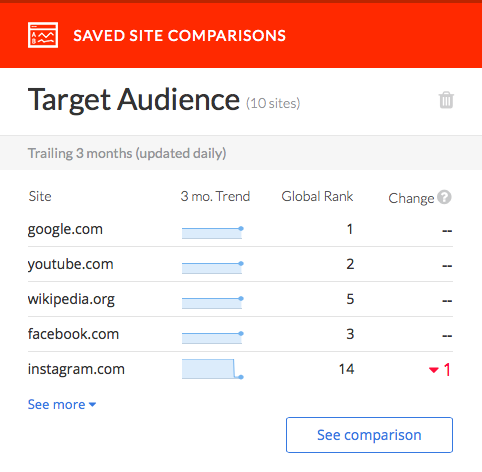 SAVED SITE COMPARISONS
Target Audience (10 sites)
Trailing 3 months (updated daily)
Site 3 mo. Trend Global Rank Change ?
google.com 1 --
youtube.com 2 --
wikipedia.org 5 --
facebook.com 3 --
instagram.com 14 1
See more
See comparison